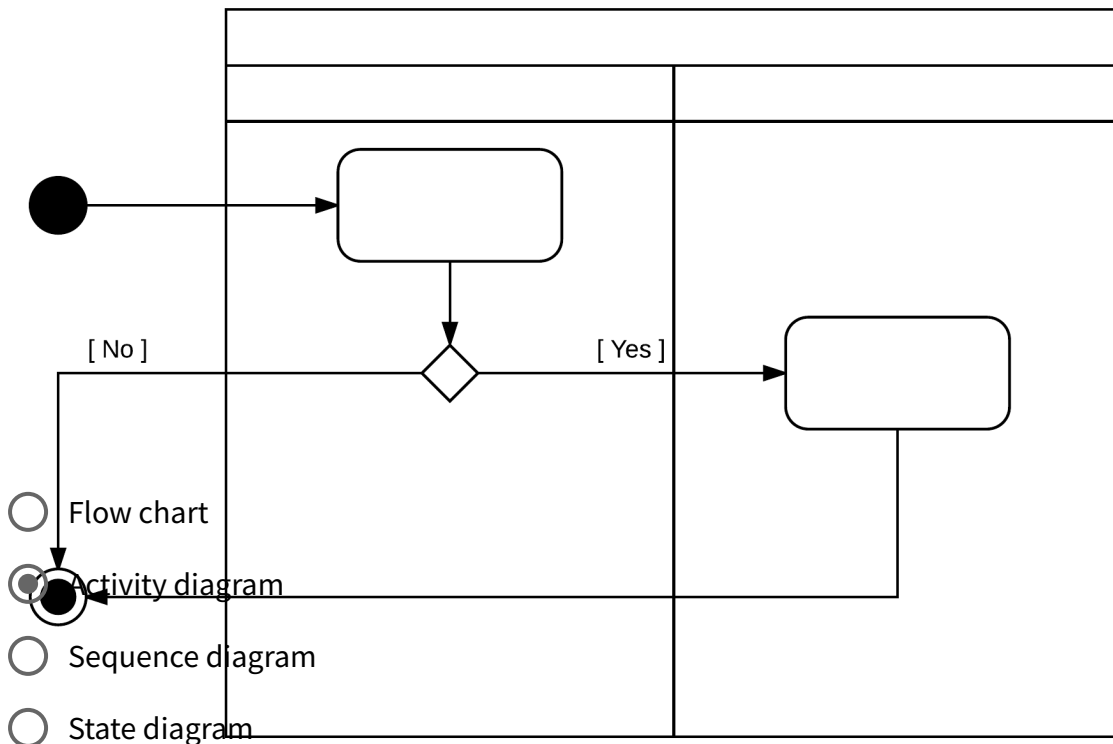 [ No ]
[ Yes ]
Flow chart
Activity diagram
Sequence diagram
State diagram